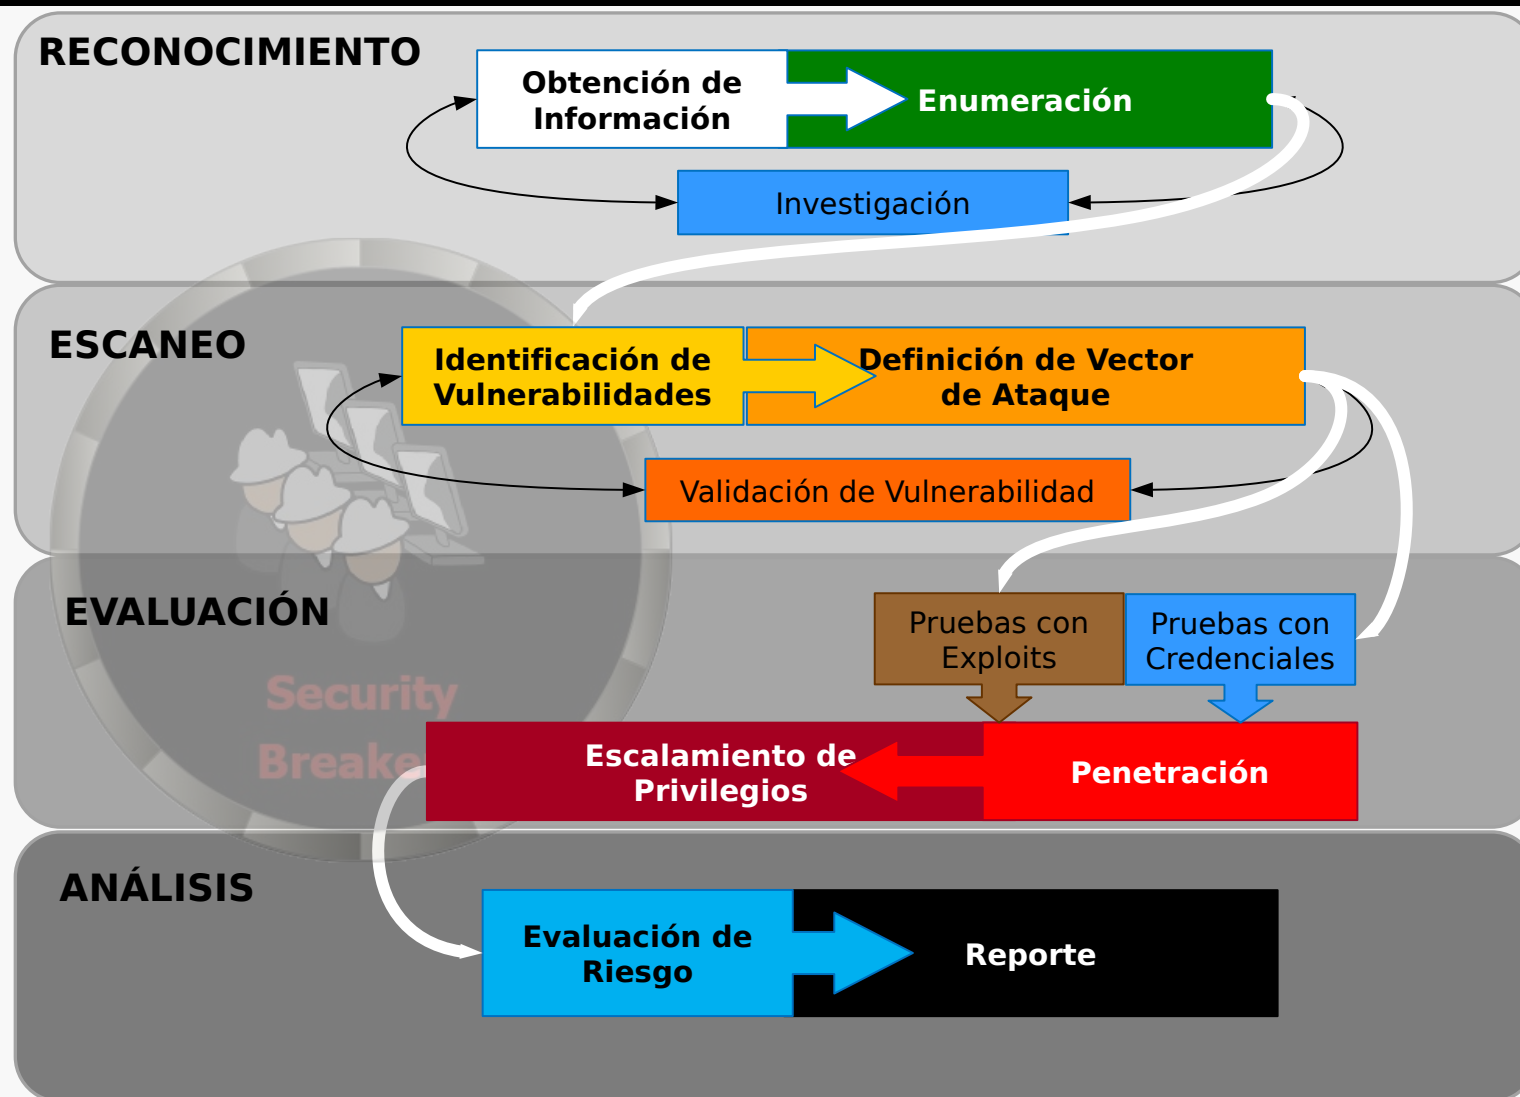 RECONOCIMIENTO
Obtención de
Información
Enumeración
Investigación
ESCANEO
Identificación de
Vulnerabilidades
Definición de Vector
de Ataque
Validación de Vulnerabilidad
EVALUACIÓN
Pruebas con
Exploits
Pruebas con
Credenciales
Security
Breake
Escalamiento de
Privilegios
Penetración
ANÁLISIS
Evaluación de
Riesgo
Reporte